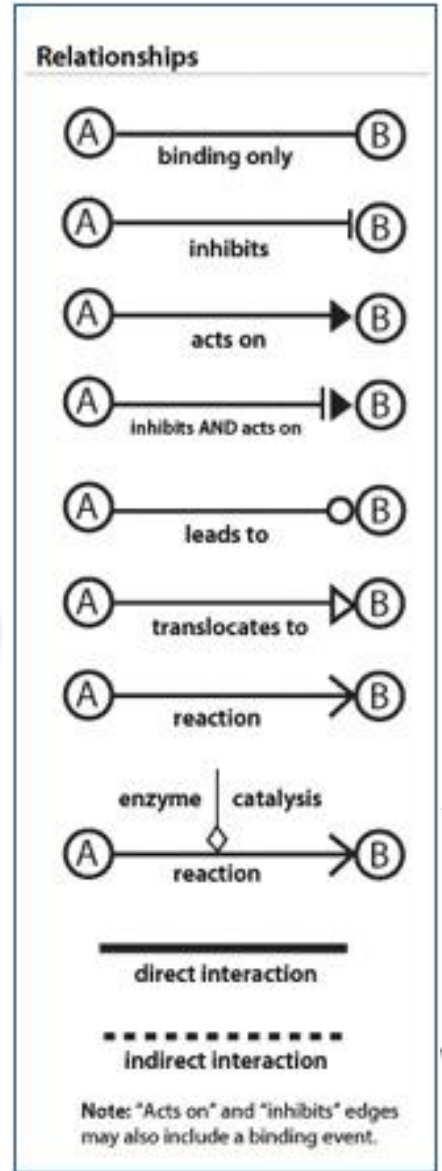 Relationships
A B
binding only
A B
inhibits
A B
acts on
A B
inhibits AND acts on
A B
leads to
A B
translocates to
A B
reaction
enzyme catalysis
A B
reaction
direct interaction
indirect interaction
Note: "Acts on" and "inhibits" edges
may also include a binding event.